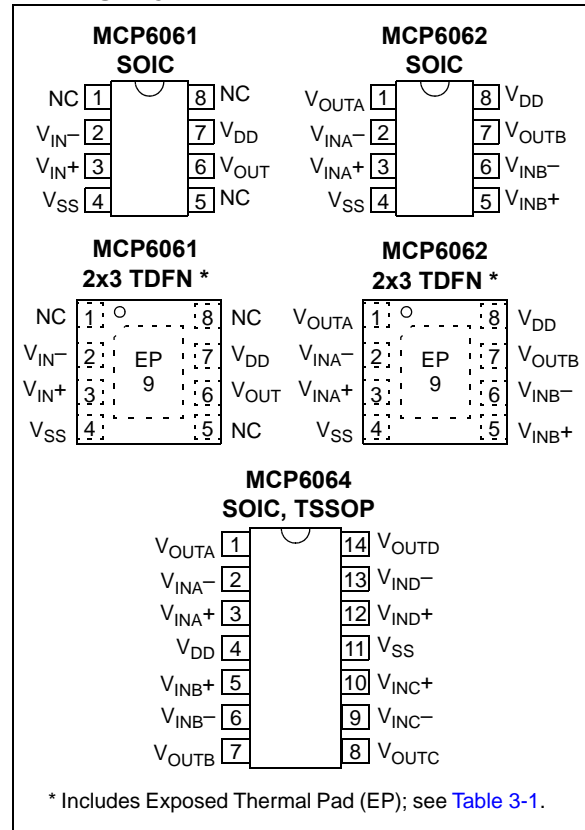 MCP6061
SOIC
NC 1 8 NC
VIN– 2 7 VDD
VIN+ 3 6 VOUT
VSS 4 5 NC
MCP6062
SOIC
VOUTA 1 8 VDD
VINA– 2 7 VOUTB
VINA+ 3 6 VINB–
VSS 4 5 VINB+
MCP6061
2x3 TDFN *
NC 1 8 NC
VIN– 2 EP 7 VDD
VIN+ 3 9 6 VOUT
VSS 4 5 NC
MCP6062
2x3 TDFN *
VOUTA 1 8 VDD
VINA– 2 EP 7 VOUTB
VINA+ 3 9 6 VINB–
VSS 4 5 VINB+
MCP6064
SOIC, TSSOP
VOUTA 1 14 VOUTD
VINA– 2 13 VIND–
VINA+ 3 12 VIND+
VDD 4 11 VSS
VINB+ 5 10 VINC+
VINB– 6 9 VINC–
VOUTB 7 8 VOUTC
* Includes Exposed Thermal Pad (EP); see Table 3-1.